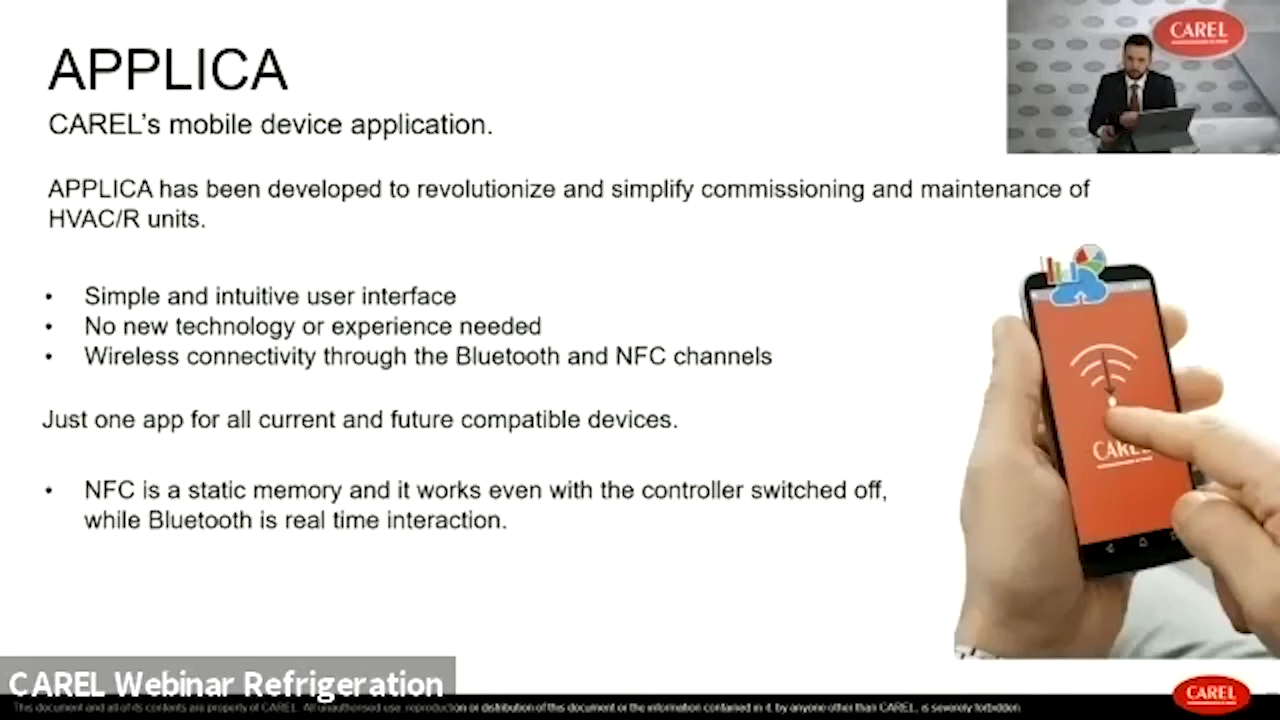 APPLICA
CAREL
CAREL's mobile device application.
APPLICA has been developed to revolutionize and simplify commissioning and maintenance of
HVAC/R units.
• Simple and intuitive user interface
• No new technology or experience needed
• Wireless connectivity through the Bluetooth and NFC channels
CAREL
Just one app for all current and future compatible devices.
• NFC is a static memory and it works even with the controller switched off,
while Bluetooth is real time interaction.
CAREL Webinar Refrigeration
CAREL
This document and all of its contents are property of CAREL. All unauthorised use, reproduction or distribution of this document or the information contained in it, by anyone other than CAREL, is severely forbidden.